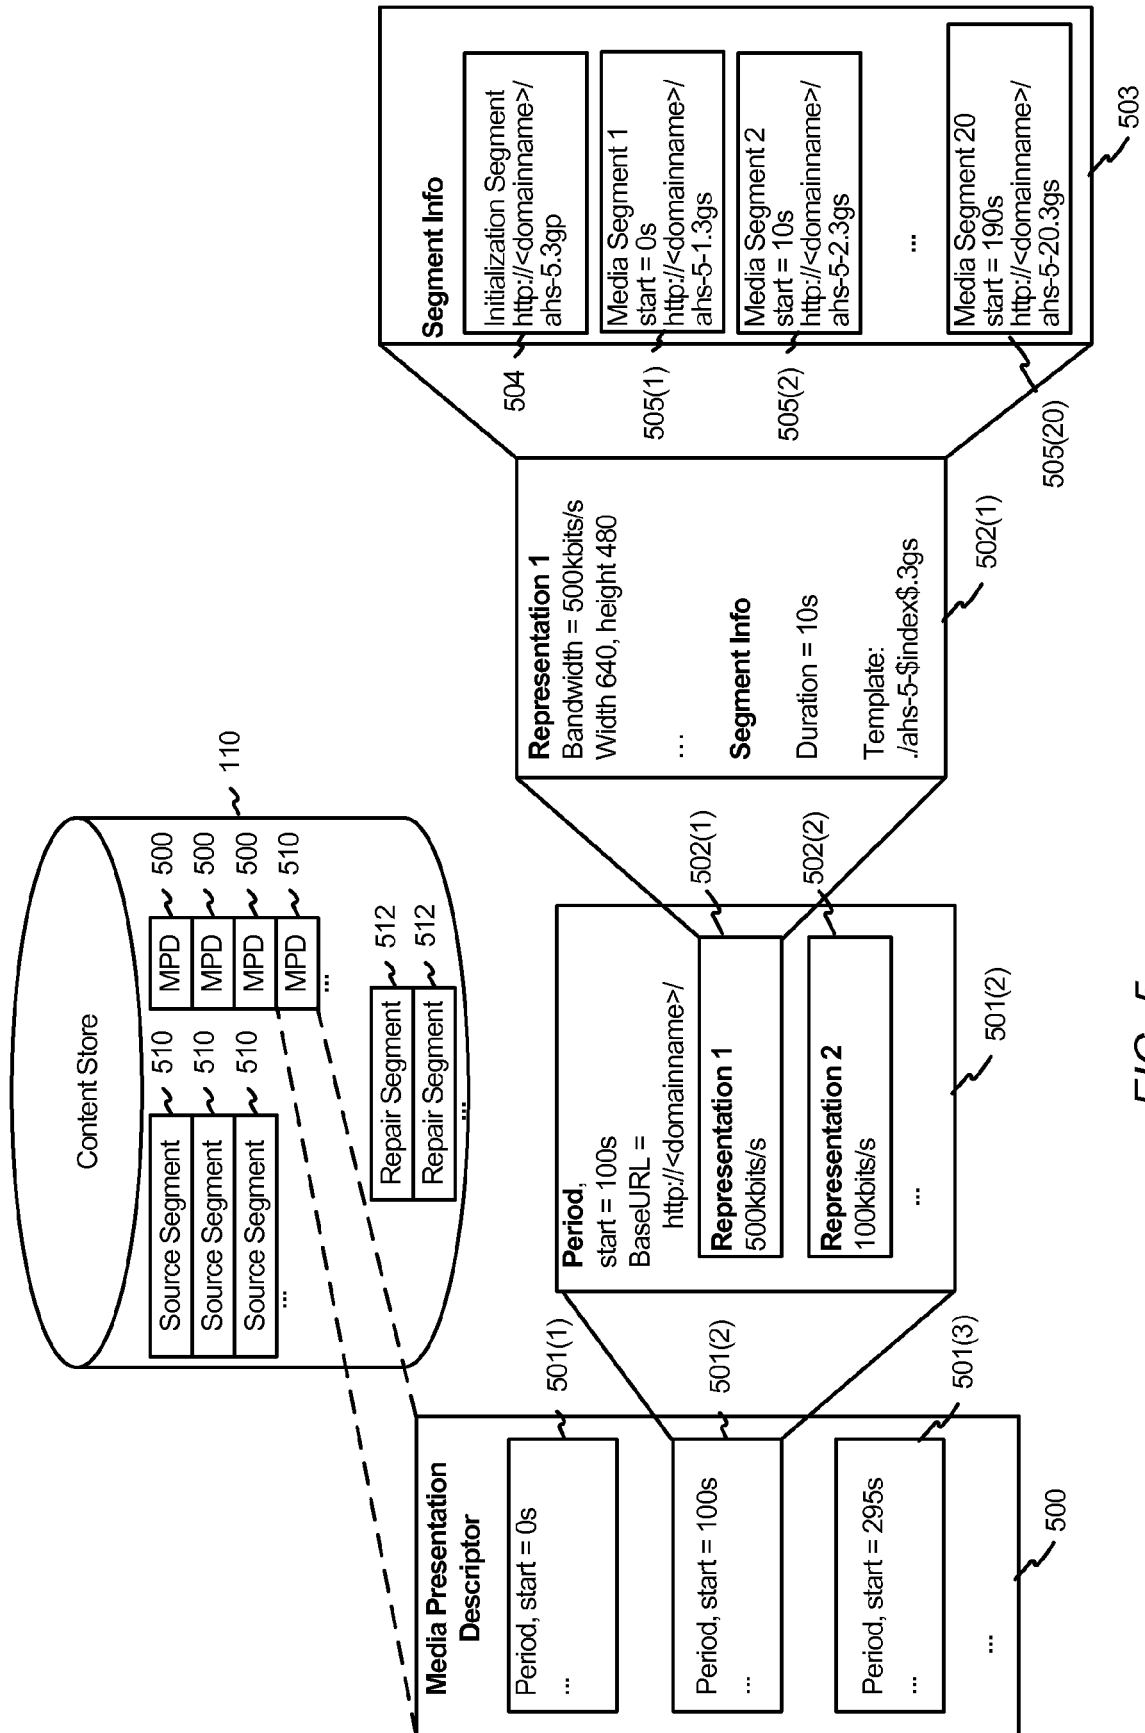 Content Store
110
Source Segment
510
Source Segment
510
Source Segment
510
...
MPD
500
MPD
500
MPD
500
MPD
510
...
Repair Segment
512
Repair Segment
512
...
Media Presentation
Descriptor
Period, start = 0s
...
501(1)
Period, start = 100s
...
501(2)
Period, start = 295s
...
501(3)
...
500
Period,
start = 100s
BaseURL =
http://<domainname>/
Representation 1
500kbits/s
502(1)
Representation 2
100kbits/s
502(2)
...
501(2)
Representation 1
Bandwidth = 500kbits/s
Width 640, height 480
...
Segment Info
Duration = 10s
Template:
./ahs-5-$index$.3gs
502(1)
Segment Info
Initialization Segment
http://<domainname>/
ahs-5.3gp
504
Media Segment 1
start = 0s
http://<domainname>/
ahs-5-1.3gs
505(1)
Media Segment 2
start = 10s
http://<domainname>/
ahs-5-2.3gs
505(2)
...
Media Segment 20
start = 190s
http://<domainname>/
ahs-5-20.3gs
505(20)
503